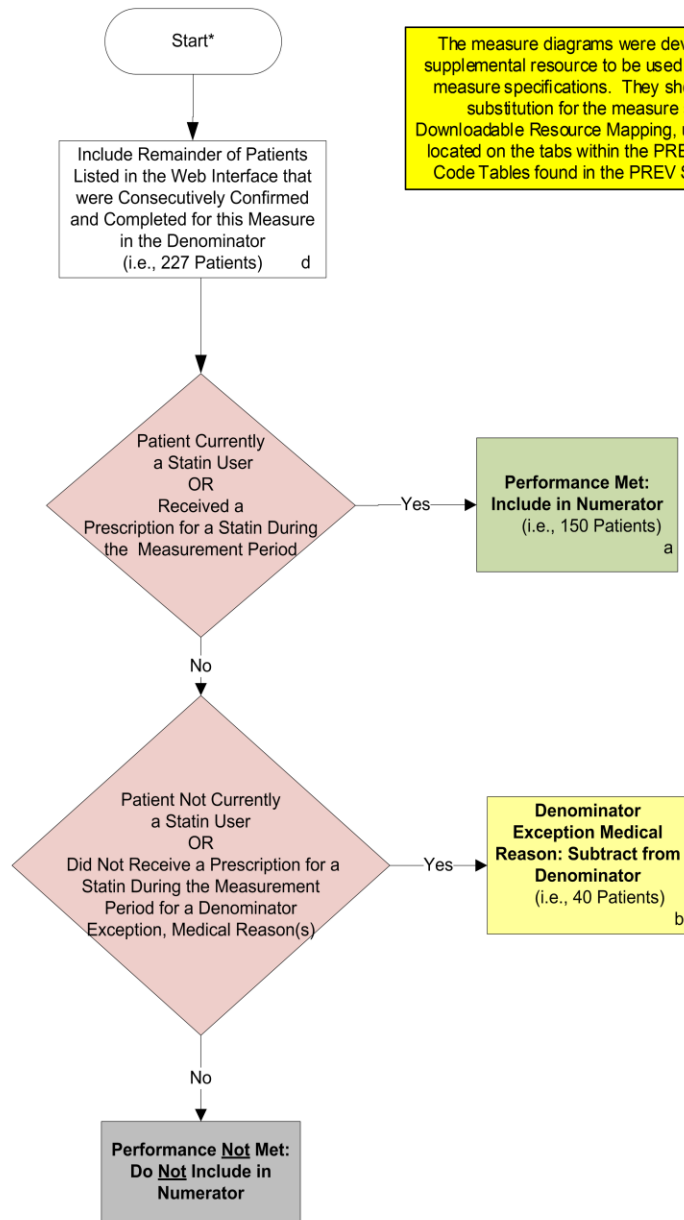 Start*
The measure diagrams were dev
supplemental resource to be used
measure specifications. They sh
substitution for the measure
Downloadable Resource Mapping, u
located on the tabs within the PRE
Code Tables found in the PREV S
Include Remainder of Patients
Listed in the Web Interface that
were Consecutively Confirmed
and Completed for this Measure
in the Denominator
(i.e., 227 Patients) d
Patient Currently
a Statin User
OR
Received a
Prescription for a Statin During
the Measurement Period
Yes
Performance Met:
Include in Numerator
(i.e., 150 Patients)
a
No
Patient Not Currently
a Statin User
OR
Did Not Receive a Prescription for a
Statin During the Measurement
Period for a Denominator
Exception, Medical Reason(s)
Yes
Denominator
Exception Medical
Reason: Subtract from
Denominator
(i.e., 40 Patients)
b
No
Performance Not Met:
Do Not Include in
Numerator